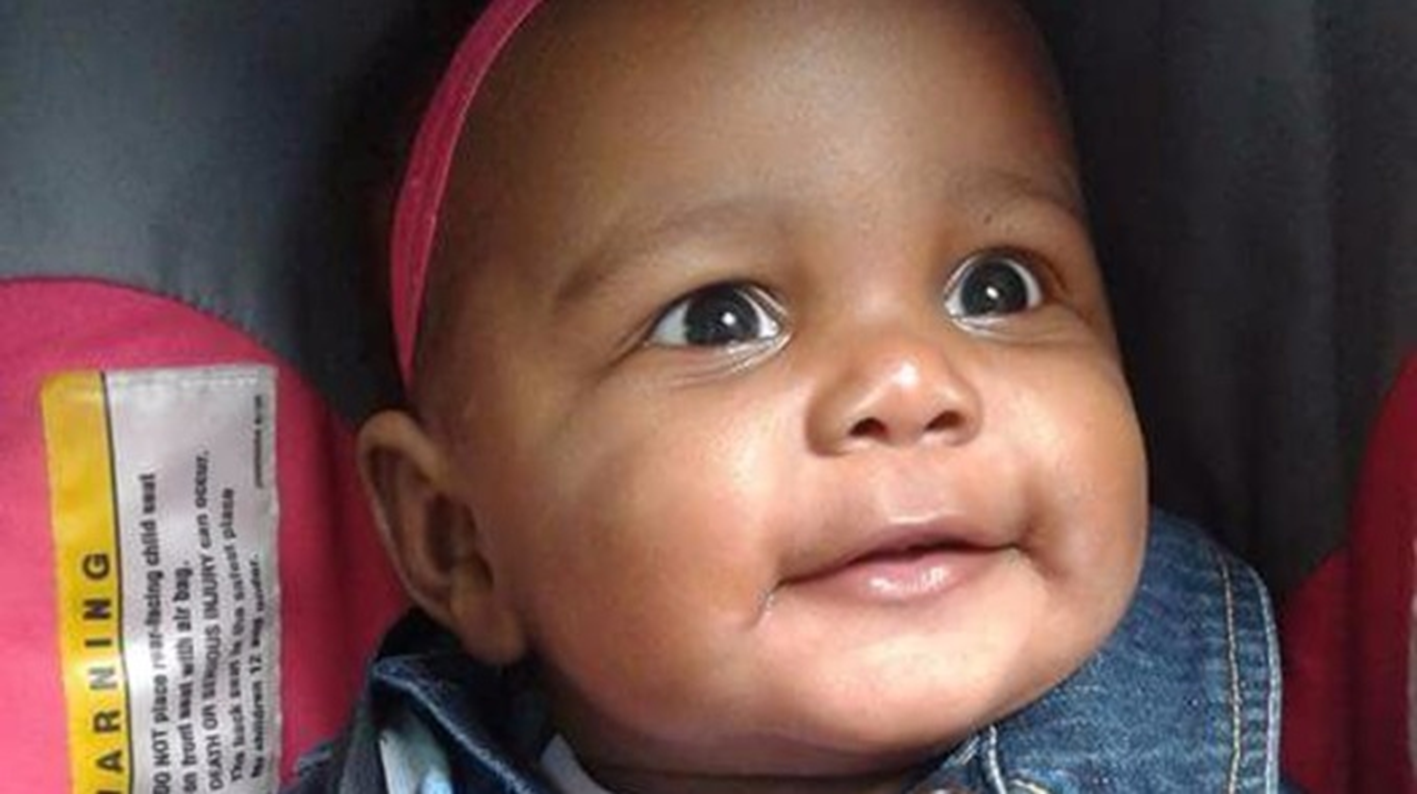 WARNING
DO NOT place rear-facing child seat
on front seat with air bag.
DEATH OR SERIOUS INJURY can occur.
The back seat is the safest place
for children 12 and under.